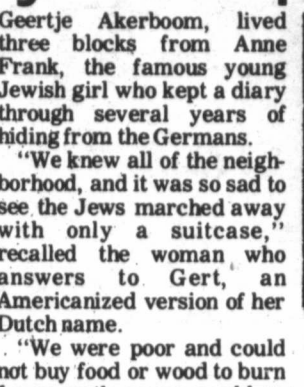 Geertje Akerboom, lived
three blocks from Anne
Frank, the famous young
Jewish girl who kept a diary
through several years of
hiding from the Germans.
"We knew all of the neigh-
borhood, and it was so sad to
see the Jews marched away
with only a suitcase,"
recalled the woman who
answers to Gert, an
Americanized version of her
Dutch name.
"We were poor and could
not buy food or wood to burn